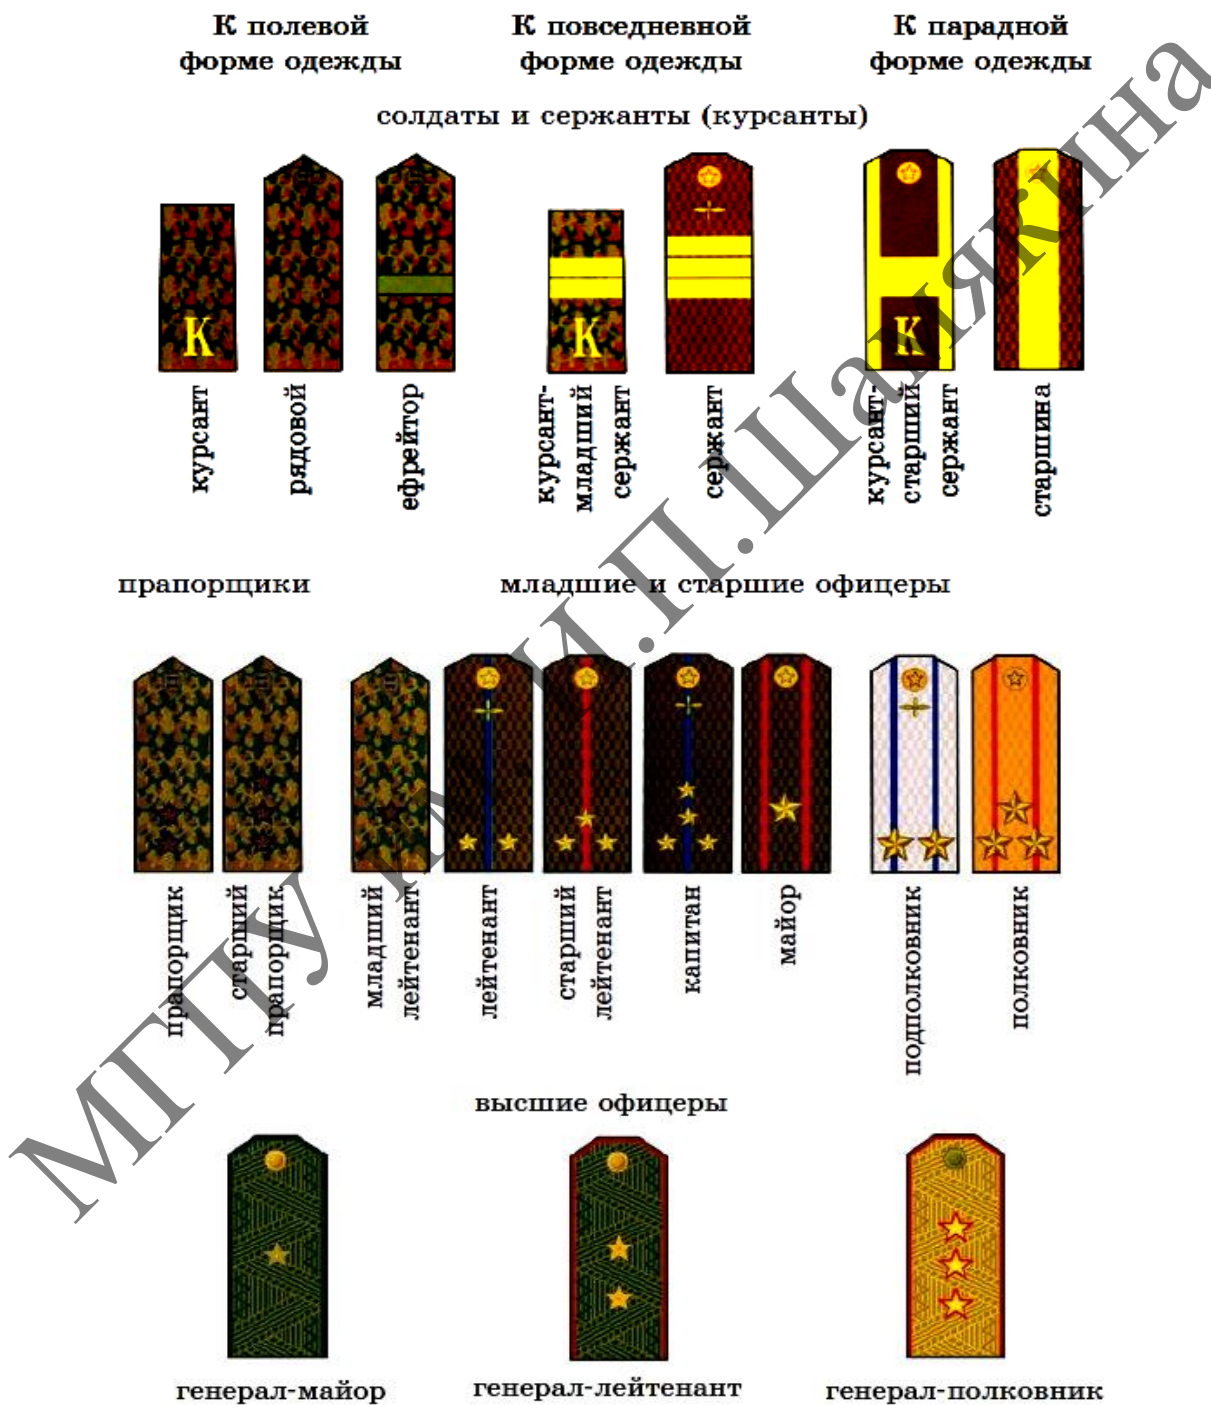 К полевой
форме одежды
К повседневной
форме одежды
К парадной
форме одежды
солдаты и сержанты (курсанты)
К
К
К
курсант
рядовой
ефрейтор
курсант-
младший
сержант
сержант
курсант-
старший
сержант
старшина
прапорщики
младшие и старшие офицеры
прапорщик
старший
прапорщик
младший
лейтенант
лейтенант
старший
лейтенант
капитан
майор
подполковник
полковник
высшие офицеры
генерал-майор
генерал-лейтенант
генерал-полковник
МГПУ им. И.П.Шамякина